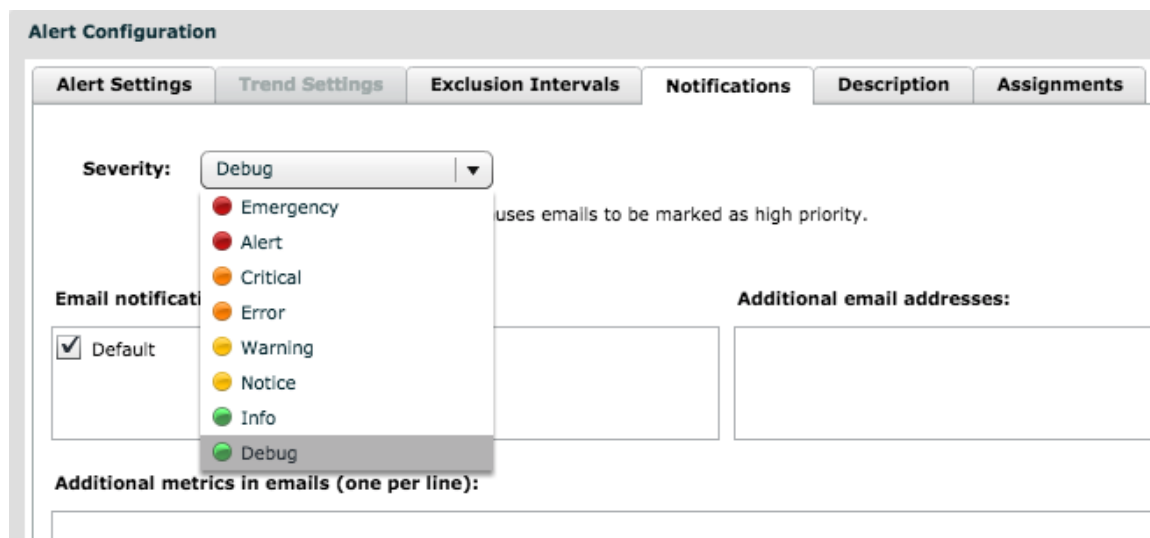 Alert Configuration
Alert Settings Trend Settings Exclusion Intervals Notifications Description Assignments
Severity: Debug
Emergency
uses emails to be marked as high priority.
Alert
Critical
Email notificati Additional email addresses:
Error
Default
Warning
Notice
Info
Debug
Additional metrics in emails (one per line):